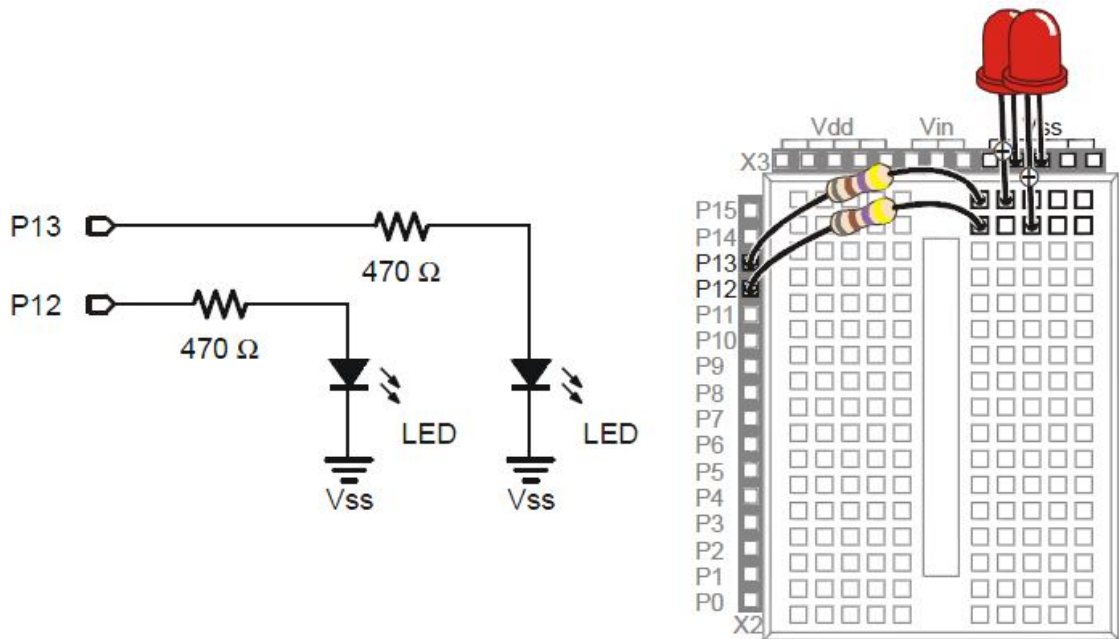 P13
470 Ω
P12
470 Ω
LED
LED
Vss
Vss
Vdd
Vin
Vss
X3
P15
P14
P13
P12
P11
P10
P9
P8
P7
P6
P5
P4
P3
P2
P1
P0
X2
+
+